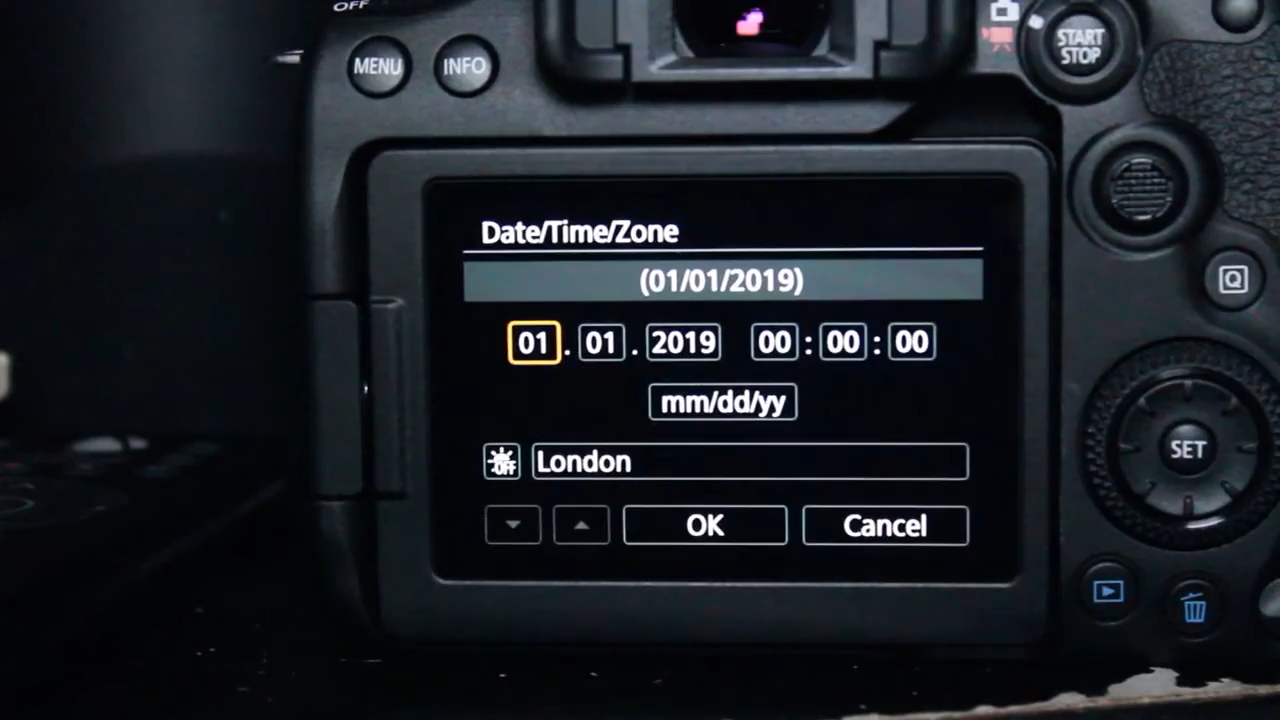 OFF
MENU INFO
START
STOP
Date/Time/Zone
(01/01/2019)
01 . 01 . 2019 00 : 00 : 00
mm/dd/yy
OFF London
OK Cancel
Q
SET